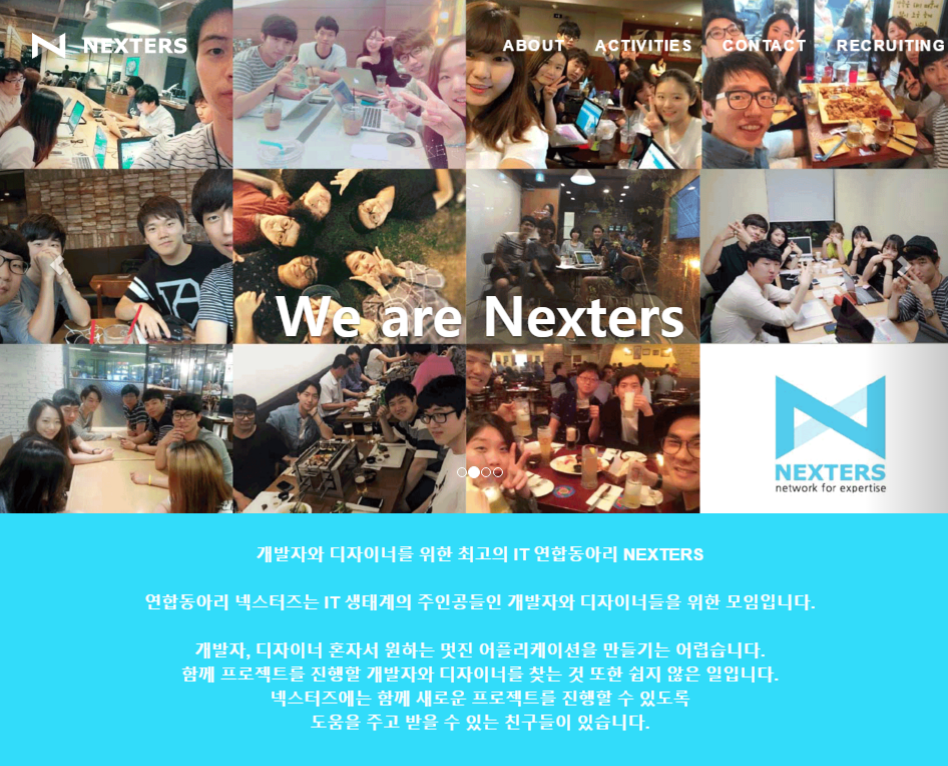 NEXTERS
ABOUT ACTIVITIES CONTACT RECRUITING
We are Nexters
NEXTERS
network for expertise
개발자와 디자이너를 위한 최고의 IT 연합동아리 NEXTERS
연합동아리 넥스터즈는 IT 생태계의 주인공들인 개발자와 디자이너들을 위한 모임입니다.
개발자, 디자이너 혼자서 원하는 멋진 어플리케이션을 만들기는 어렵습니다.
함께 프로젝트를 진행할 개발자와 디자이너를 찾는 것 또한 쉽지 않은 일입니다.
넥스터즈에는 함께 새로운 프로젝트를 진행할 수 있도록
도움을 주고 받을 수 있는 친구들이 있습니다.